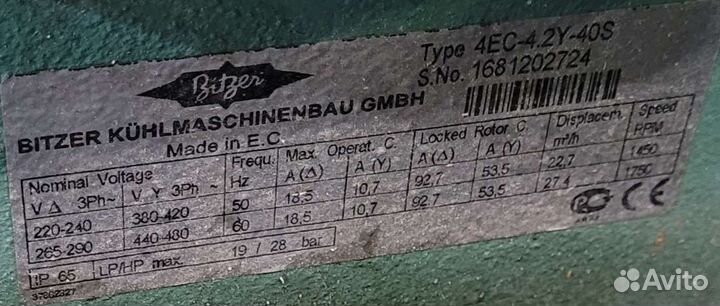 Bitzer
Type 4EC-4.2Y-40S
S.No. 1681202724
BITZER KÜHLMASCHINENBAU GMBH
Made in E.C.
Nominal Voltage Frequ. Max. Operat. C. Locked Rotor C. Displacem. Speed
V Δ 3Ph~ V Y 3Ph~ Hz A (Δ) A (Y) A (Δ) A (Y) m³/h RPM
220-240 380-420 50 18,5 10,7 92,7 53,5 22,7 1450
265-290 440-480 60 18,5 10,7 92,7 53,5 27,4 1750
IP 65 LP/HP max. 19 / 28 bar
CE
Avito